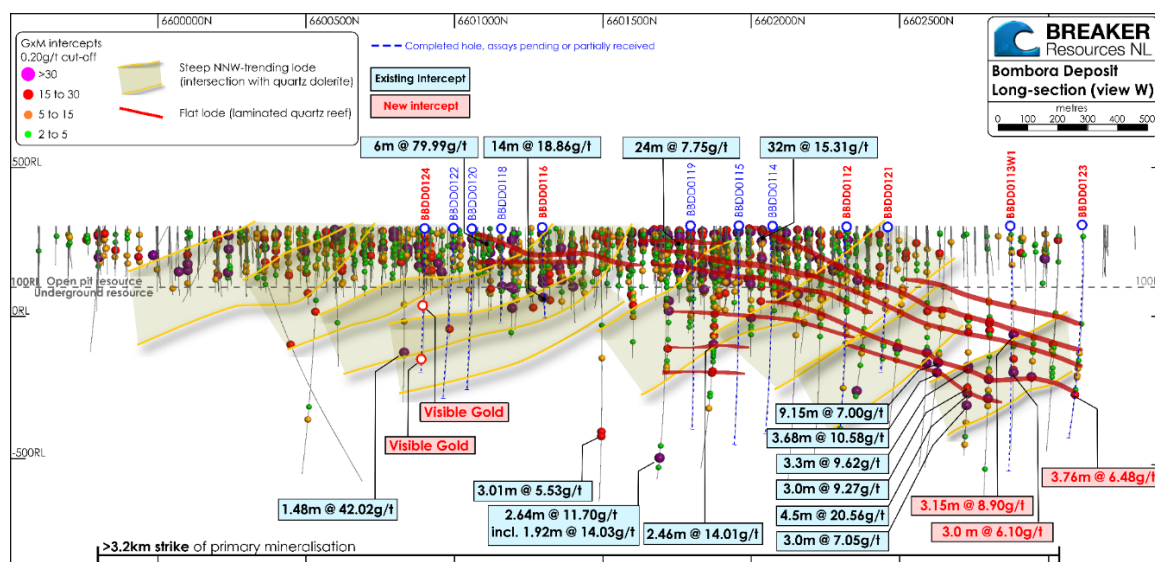 6600000N 6600500N 6601000N 6601500N 6602000N 6602500N
GxM intercepts
0.20g/t cut-off
>30
15 to 30
5 to 15
2 to 5
Steep NNW-trending lode
(intersection with quartz dolerite)
Flat lode (laminated quartz reef)
Completed hole, assays pending or partially received
Existing Intercept
New intercept
BREAKER
Resources NL
Bombora Deposit
Long-section (view W)
metres
0 100 200 300 400 500
6m @ 79.99g/t
14m @ 18.86g/t
24m @ 7.75g/t
32m @ 15.31g/t
500RL
BBDD0124
BBDD0122
BBDD0120
BBDD0118
BBDD0116
BBDD0119
BBDD0115
BBDD0114
BBDD0112
BBDD0121
BBDD0113W1
BBDD0123
Open pit resource
100RL
Underground resource
100R
0RL
Visible Gold
Visible Gold
9.15m @ 7.00g/t
3.68m @ 10.58g/t
3.3m @ 9.62g/t
3.0m @ 9.27g/t
4.5m @ 20.56g/t
3.0m @ 7.05g/t
-500RL
1.48m @ 42.02g/t
3.01m @ 5.53g/t
2.64m @ 11.70g/t
incl. 1.92m @ 14.03g/t
2.46m @ 14.01g/t
3.15m @ 8.90g/t
3.0 m @ 6.10g/t
3.76m @ 6.48g/t
>3.2km strike of primary mineralisation